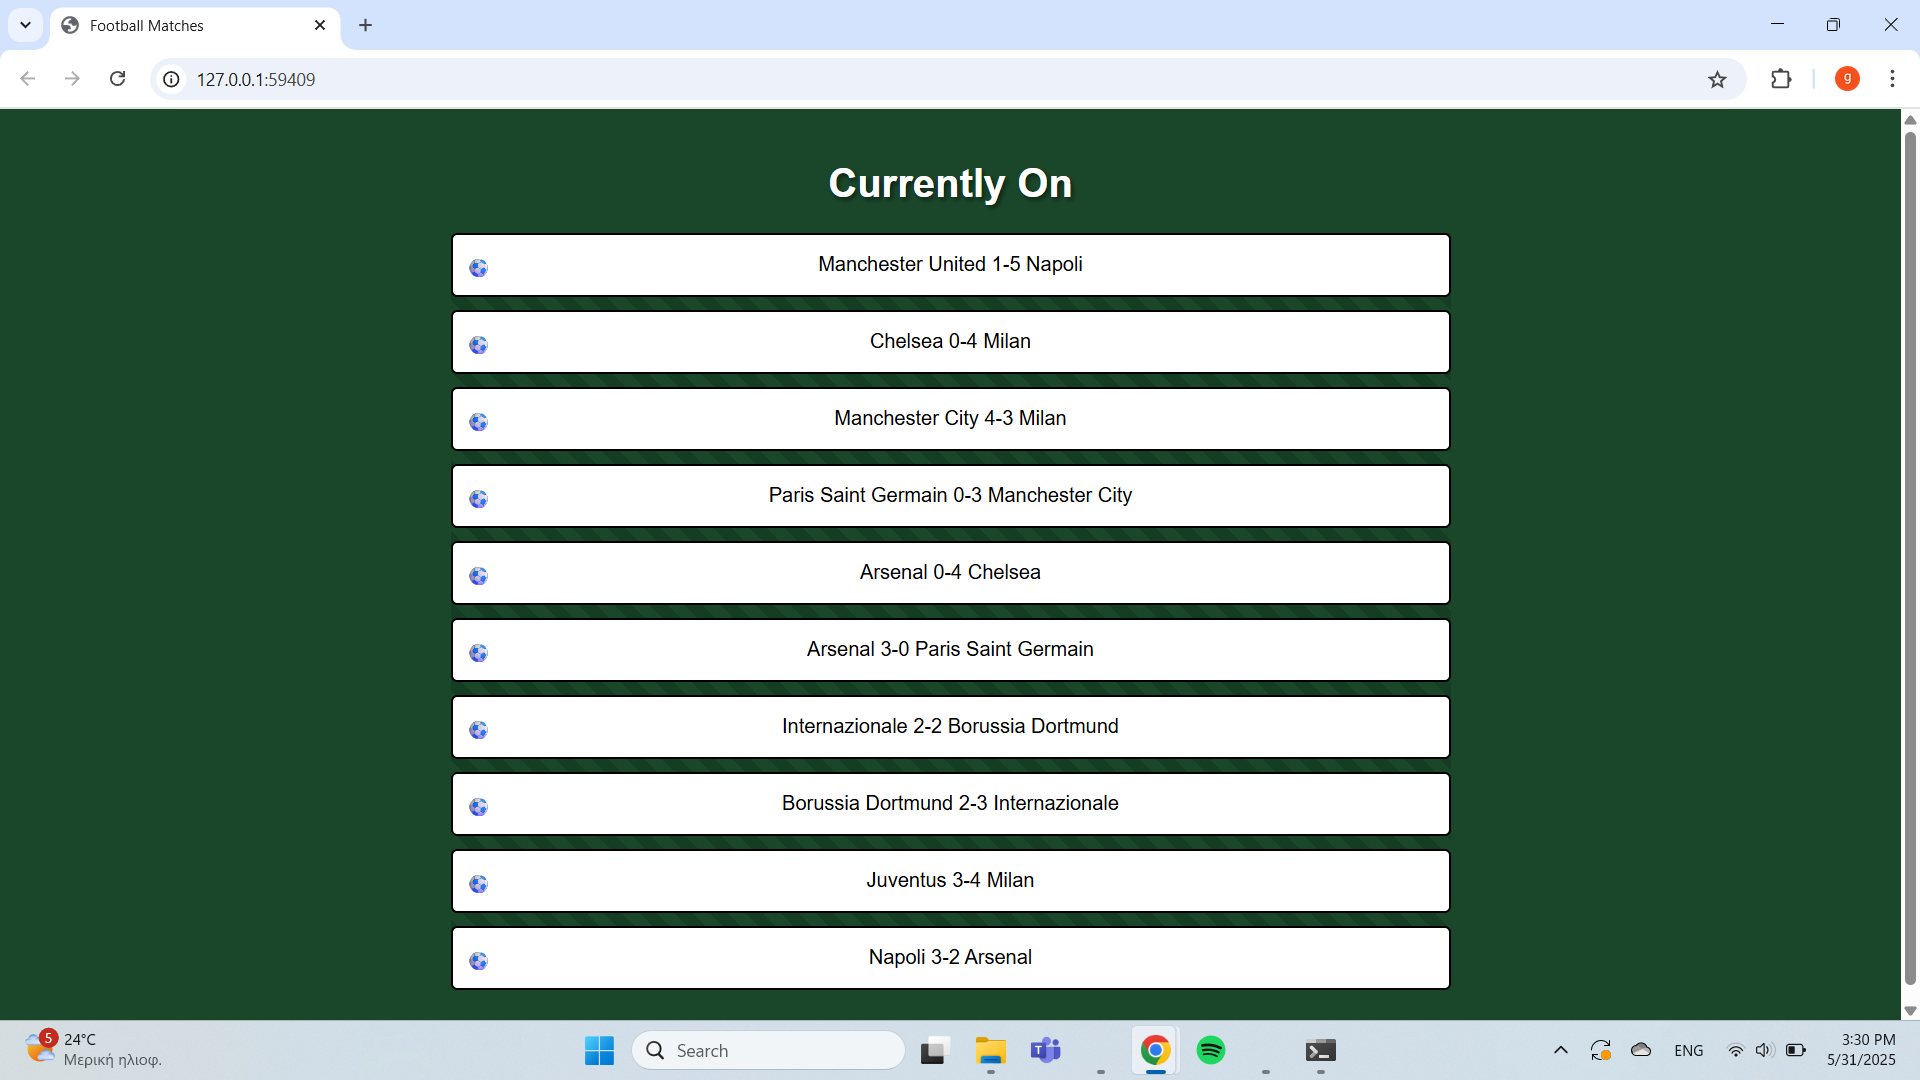 Football Matches
127.0.0.1:59409
g
Currently On
Manchester United 1-5 Napoli
Chelsea 0-4 Milan
Manchester City 4-3 Milan
Paris Saint Germain 0-3 Manchester City
Arsenal 0-4 Chelsea
Arsenal 3-0 Paris Saint Germain
Internazionale 2-2 Borussia Dortmund
Borussia Dortmund 2-3 Internazionale
Juventus 3-4 Milan
Napoli 3-2 Arsenal
5
24°C
Μερική ηλιοφ.
Search
ENG
3:30 PM
5/31/2025